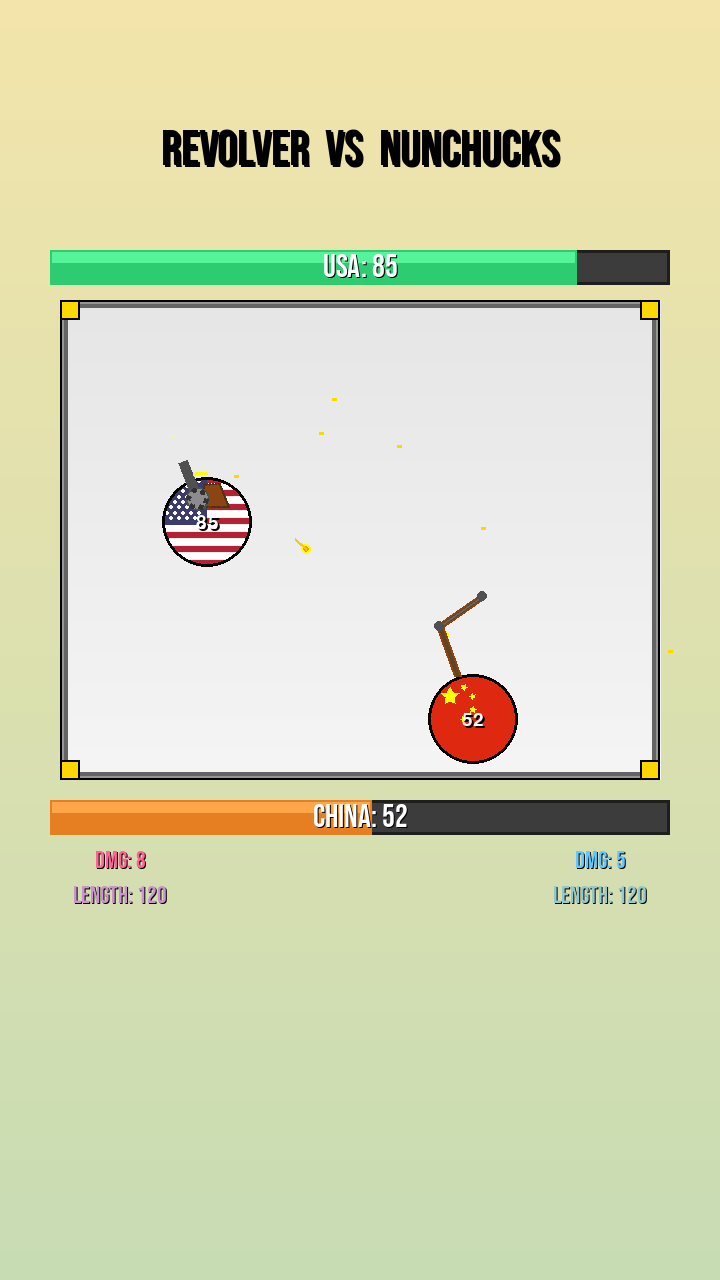 REVOLVER VS NUNCHUCKS
USA: 85
85
52
CHINA: 52
DMG: 8
DMG: 5
LENGTH: 120
LENGTH: 120